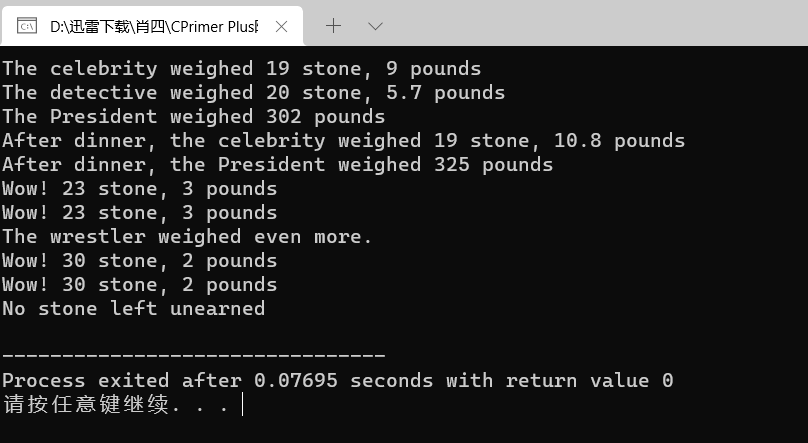 D:\迅雷下载\肖四\CPrimer Plus
The celebrity weighed 19 stone, 9 pounds
The detective weighed 20 stone, 5.7 pounds
The President weighed 302 pounds
After dinner, the celebrity weighed 19 stone, 10.8 pounds
After dinner, the President weighed 325 pounds
Wow! 23 stone, 3 pounds
Wow! 23 stone, 3 pounds
The wrestler weighed even more.
Wow! 30 stone, 2 pounds
Wow! 30 stone, 2 pounds
No stone left unearned
--------------------------------
Process exited after 0.07695 seconds with return value 0
请按任意键继续. . .